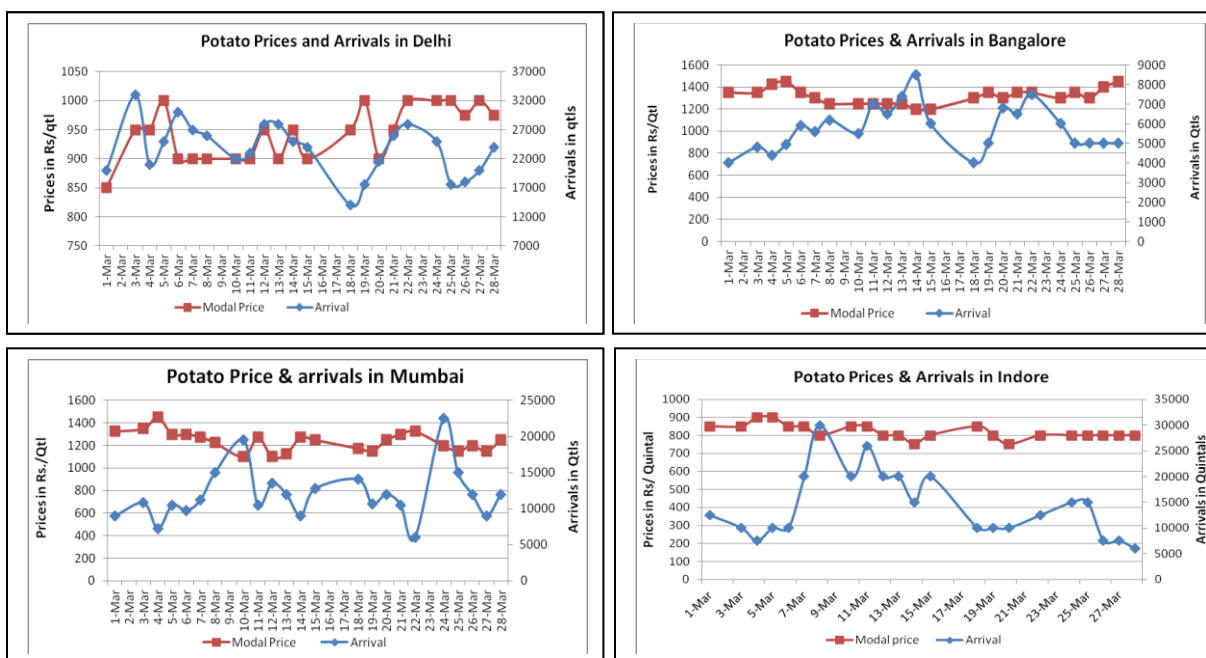 Potato Prices and Arrivals in Delhi
Prices in Rs/qtl
1050
1000
950
900
850
800
750
37000
32000
27000
22000
17000
12000
7000
Arrivals in qtls
1-Mar
2-Mar
3-Mar
4-Mar
5-Mar
6-Mar
7-Mar
8-Mar
9-Mar
10-Mar
11-Mar
12-Mar
13-Mar
14-Mar
15-Mar
16-Mar
17-Mar
18-Mar
19-Mar
20-Mar
21-Mar
22-Mar
23-Mar
24-Mar
25-Mar
26-Mar
27-Mar
28-Mar
Modal Price
Arrival
Potato Prices & Arrivals in Bangalore
Prices in Rs/Qtl
1600
1400
1200
1000
800
600
400
200
0
9000
8000
7000
6000
5000
4000
3000
2000
1000
0
Arrivals in Qtls
1-Mar
2-Mar
3-Mar
4-Mar
5-Mar
6-Mar
7-Mar
8-Mar
9-Mar
10-Mar
11-Mar
12-Mar
13-Mar
14-Mar
15-Mar
16-Mar
17-Mar
18-Mar
19-Mar
20-Mar
21-Mar
22-Mar
23-Mar
24-Mar
25-Mar
26-Mar
27-Mar
28-Mar
Modal Price
Arrival
Potato Price & arrivals in Mumbai
Prices in Rs./Qtl
1600
1400
1200
1000
800
600
400
200
0
25000
20000
15000
10000
5000
0
Arrivals in Qtls
1-Mar
2-Mar
3-Mar
4-Mar
5-Mar
6-Mar
7-Mar
8-Mar
9-Mar
10-Mar
11-Mar
12-Mar
13-Mar
14-Mar
15-Mar
16-Mar
17-Mar
18-Mar
19-Mar
20-Mar
21-Mar
22-Mar
23-Mar
24-Mar
25-Mar
26-Mar
27-Mar
28-Mar
Modal Price
Arrival
Potato Prices & Arrivals in Indore
Prices in Rs/ Quintal
1000
900
800
700
600
500
400
300
200
100
0
35000
30000
25000
20000
15000
10000
5000
0
Arrivals in Quintals
1-Mar
3-Mar
5-Mar
7-Mar
9-Mar
11-Mar
13-Mar
15-Mar
17-Mar
19-Mar
21-Mar
23-Mar
25-Mar
27-Mar
Modal price
Arrival